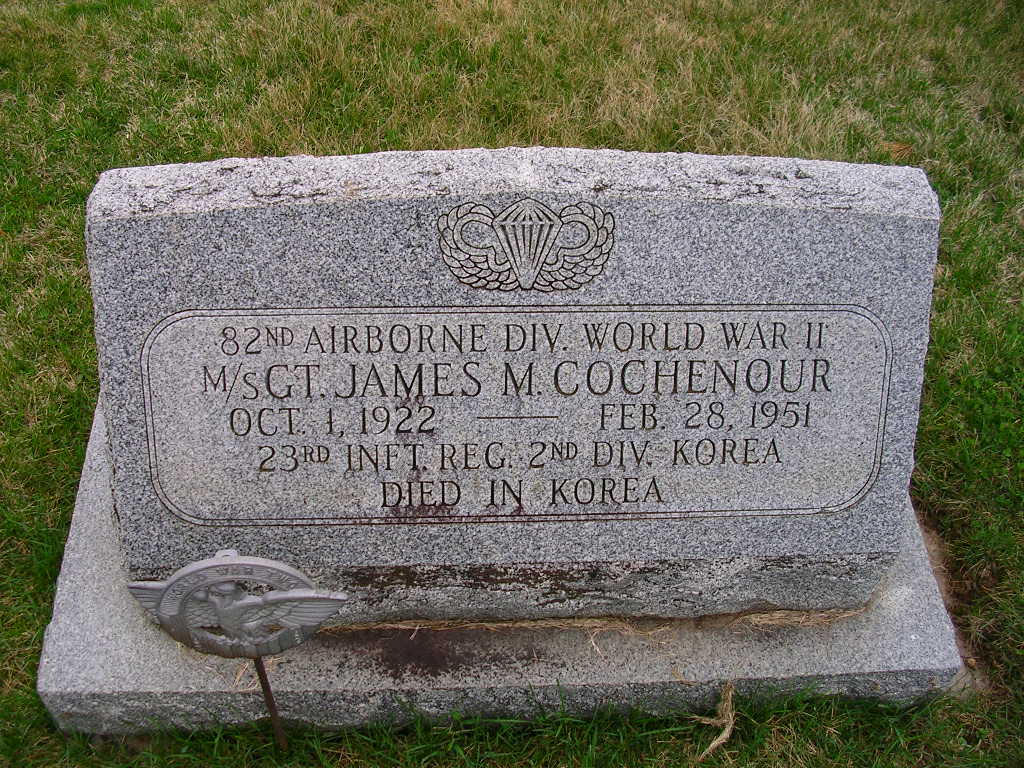 82ND AIRBORNE DIV. WORLD WAR II
M/SGT. JAMES M. COCHENOUR
OCT. 1, 1922 — FEB. 28, 1951
23RD INFT. REG. 2ND DIV. KOREA
DIED IN KOREA